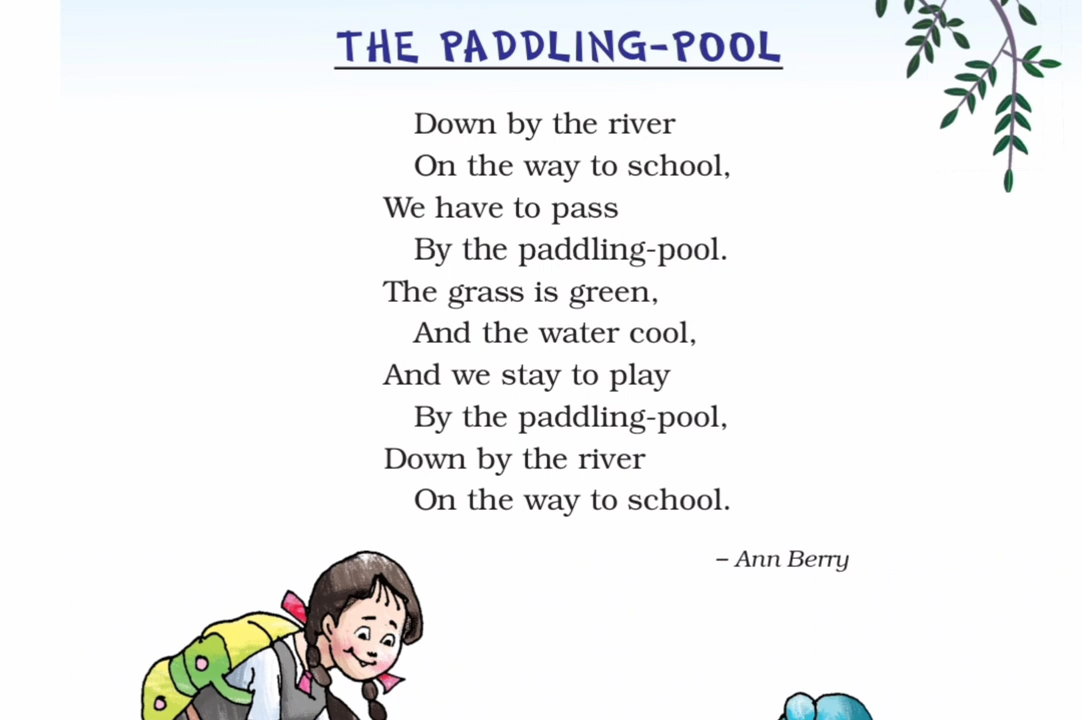 THE PADDLING-POOL
Down by the river
On the way to school,
We have to pass
By the paddling-pool.
The grass is green,
And the water cool,
And we stay to play
By the paddling-pool,
Down by the river
On the way to school.
– Ann Berry